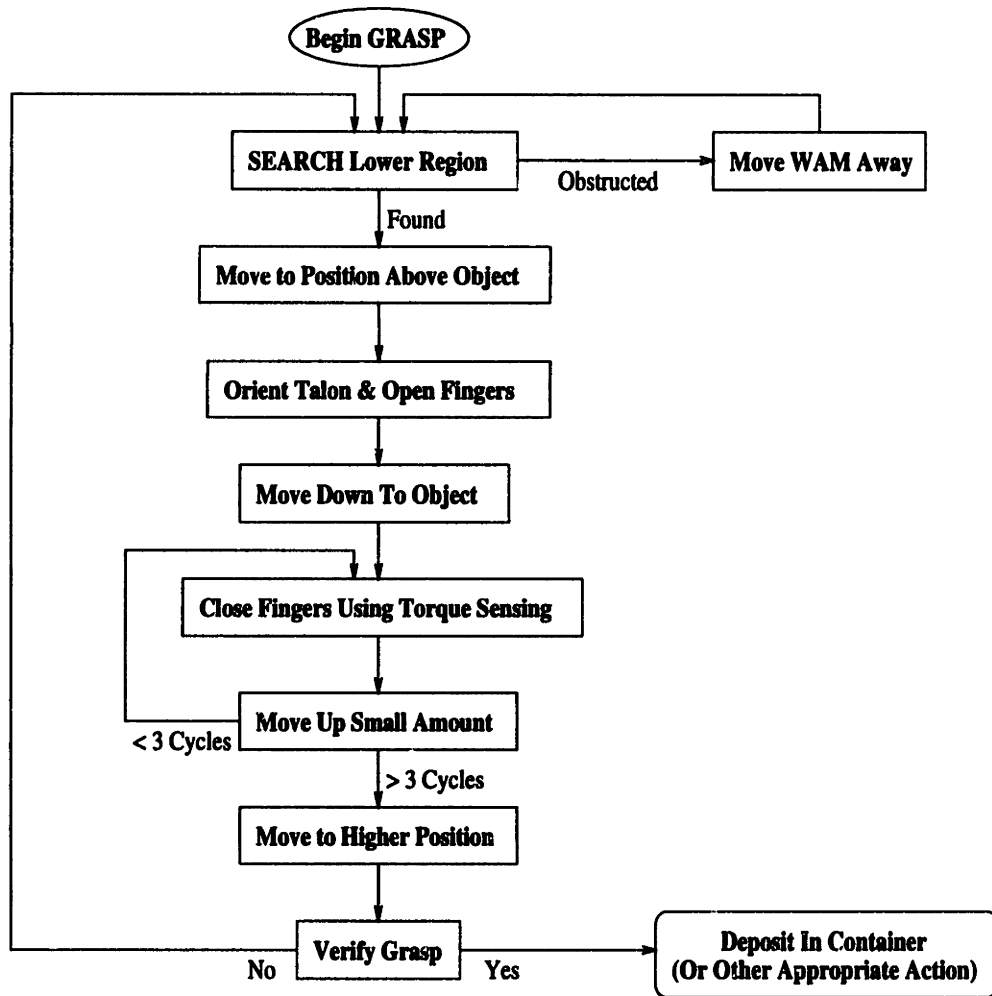 Begin GRASP
SEARCH Lower Region
Obstructed
Move WAM Away
Found
Move to Position Above Object
Orient Talon & Open Fingers
Move Down To Object
Close Fingers Using Torque Sensing
Move Up Small Amount
< 3 Cycles
> 3 Cycles
Move to Higher Position
Verify Grasp
No
Yes
Deposit In Container
(Or Other Appropriate Action)